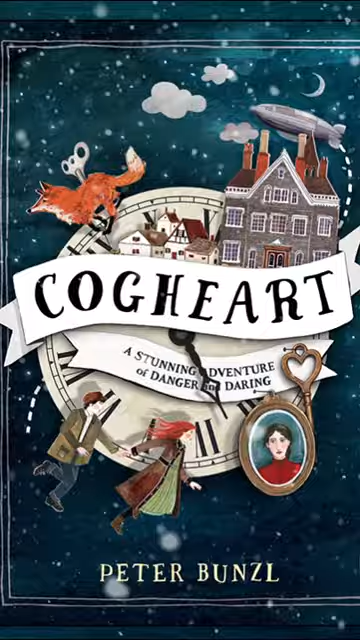 COGHEART
A STUNNING ADVENTURE
of DANGER and DARING
PETER BUNZL